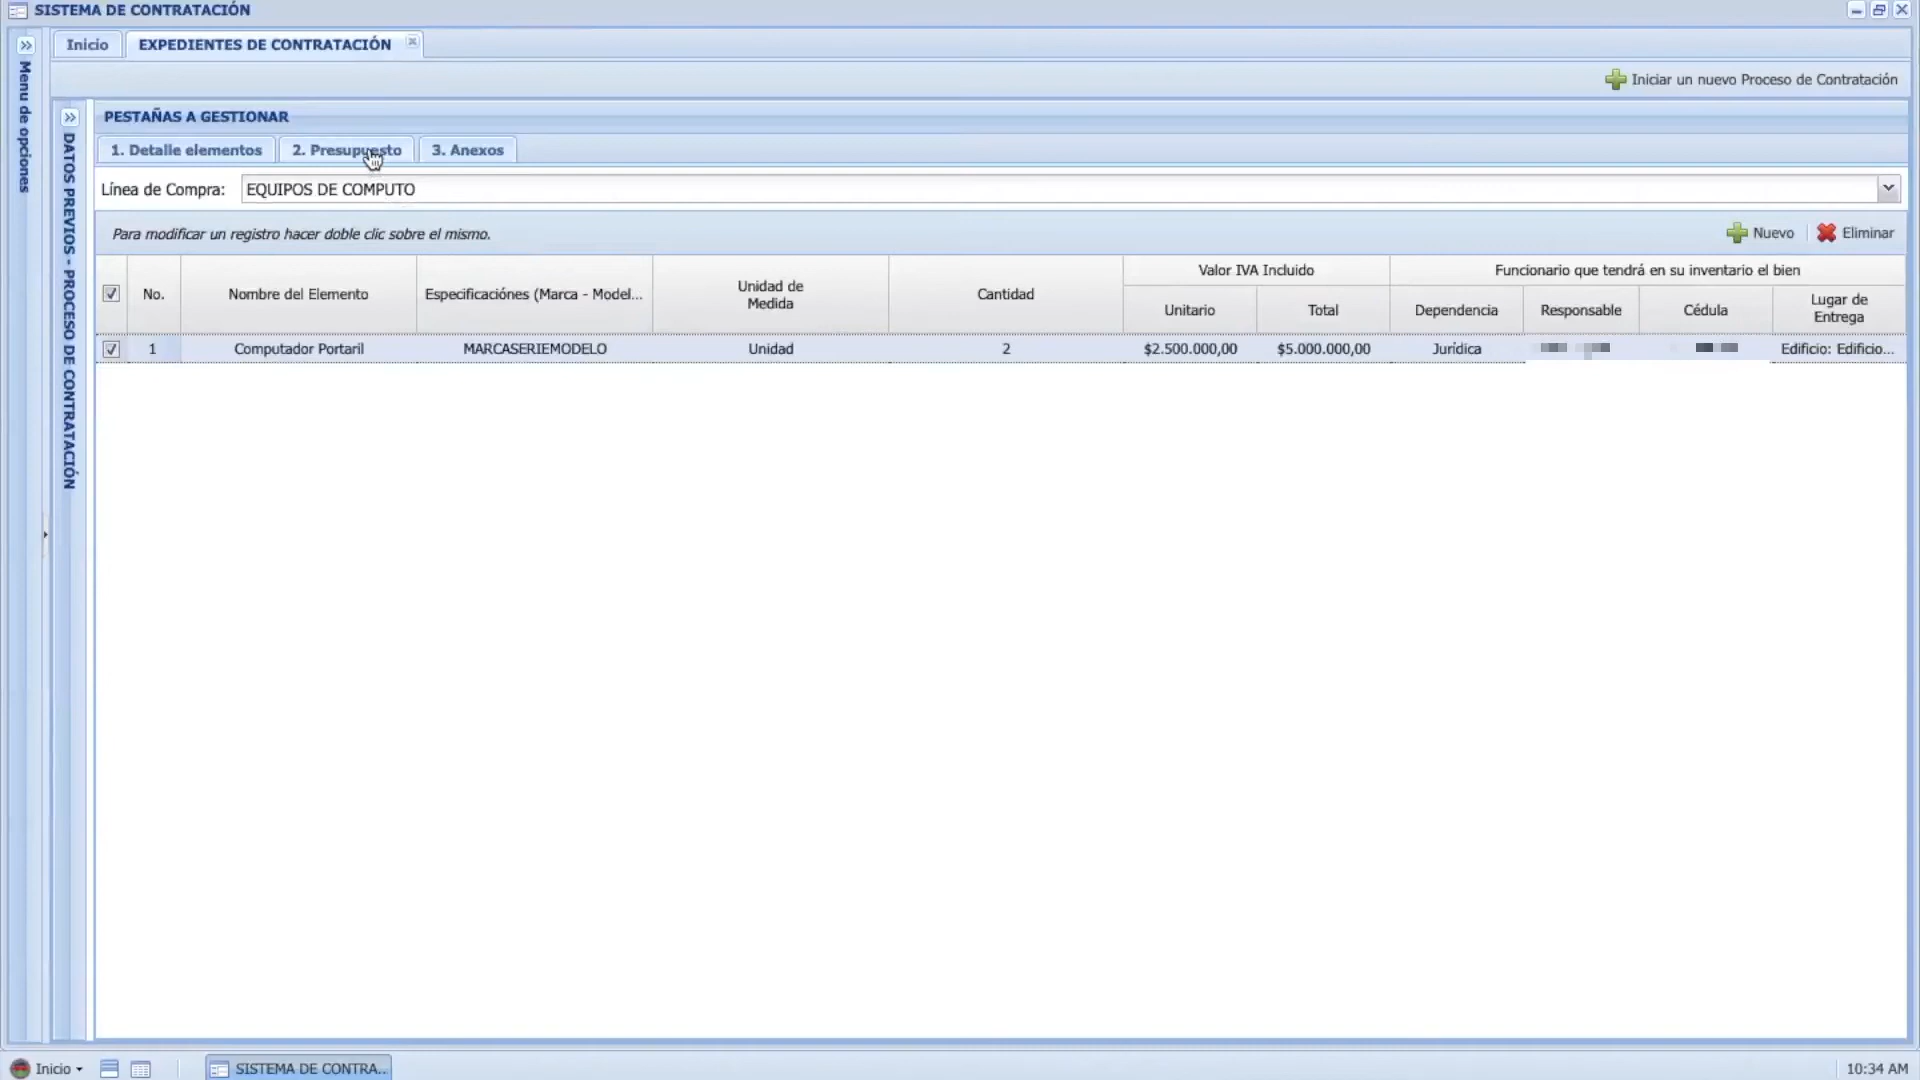 SISTEMA DE CONTRATACIÓN
Inicio
EXPEDIENTES DE CONTRATACIÓN
Iniciar un nuevo Proceso de Contratación
Menu de opciones
DATOS PREVIOS - PROCESO DE CONTRATACIÓN
PESTAÑAS A GESTIONAR
1. Detalle elementos
2. Presupuesto
3. Anexos
Línea de Compra: EQUIPOS DE COMPUTO
Para modificar un registro hacer doble clic sobre el mismo.
Nuevo
Eliminar
No.
Nombre del Elemento
Especificaciónes (Marca - Model...
Unidad de
Medida
Cantidad
Valor IVA Incluido
Unitario
Total
Funcionario que tendrá en su inventario el bien
Dependencia
Responsable
Cédula
Lugar de
Entrega
1 Computador Portaril MARCASERIEMODELO Unidad 2 $2.500.000,00 $5.000.000,00 Jurídica Edificio: Edificio...
Inicio
SISTEMA DE CONTRA...
10:34 AM